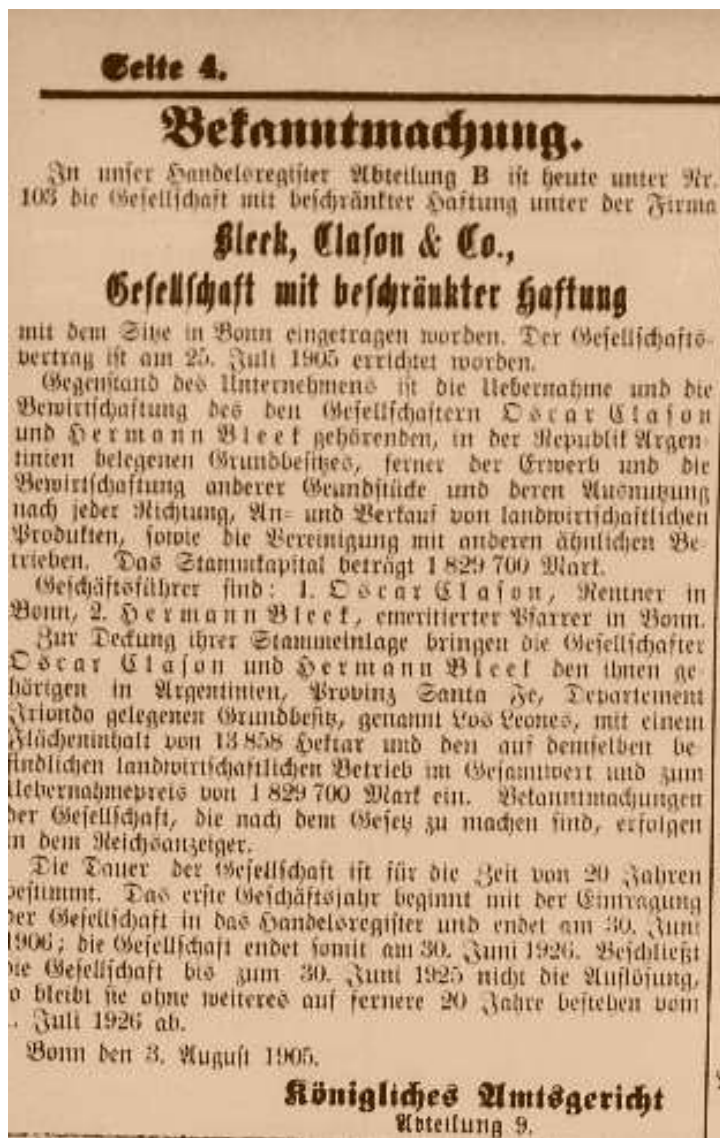 Seite 4.
Bekanntmachung.
In unser Handelsregister Abteilung B ist heute unter Nr.
103 die Gesellschaft mit beschränkter Haftung unter der Firma
Bleek, Clason & Co.,
Gesellschaft mit beschränkter Haftung
mit dem Sitze in Bonn eingetragen worden. Der Gesellschafts-
vertrag ist am 25. Juli 1905 errichtet worden.
Gegenstand des Unternehmens ist die Uebernahme und die
Bewirtschaftung des den Gesellschaftern Oscar Clason
und Hermann Bleek gehörenden, in der Republik Argen-
tinien belegenen Grundbesitzes, ferner der Erwerb und die
Bewirtschaftung anderer Grundstücke und deren Ausnutzung
nach jeder Richtung, An- und Verkauf von landwirtschaftlichen
Produkten, sowie die Vereinigung mit anderen ähnlichen Be-
trieben. Das Stammkapital beträgt 1 829 700 Mark.
Geschäftsführer sind: 1. Oscar Clason, Rentner in
Bonn, 2. Hermann Bleek, emeritierter Pfarrer in Bonn.
Zur Deckung ihrer Stammeinlage bringen die Gesellschafter
Oscar Clason und Hermann Bleek den ihnen ge-
hörigen in Argentinien, Provinz Santa Fe, Departement
Iriondo gelegenen Grundbesitz, genannt Los Leones, mit einem
Flächeninhalt von 13 858 Hektar und den auf demselben be-
findlichen landwirtschaftlichen Betrieb im Gesamtwert und zum
Uebernahmepreis von 1 829 700 Mark ein. Bekanntmachungen
der Gesellschaft, die nach dem Gesetz zu machen sind, erfolgen
in dem Reichsanzeiger.
Die Dauer der Gesellschaft ist für die Zeit von 20 Jahren
bestimmt. Das erste Geschäftsjahr beginnt mit der Eintragung
der Gesellschaft in das Handelsregister und endet am 30. Juni
1906; die Gesellschaft endet somit am 30. Juni 1926. Beschließt
die Gesellschaft bis zum 30. Juni 1925 nicht die Auflösung,
so bleibt sie ohne weiteres auf fernere 20 Jahre bestehen vom
1. Juli 1926 ab.
Bonn den 3. August 1905.
Königliches Amtsgericht
Abteilung 9.